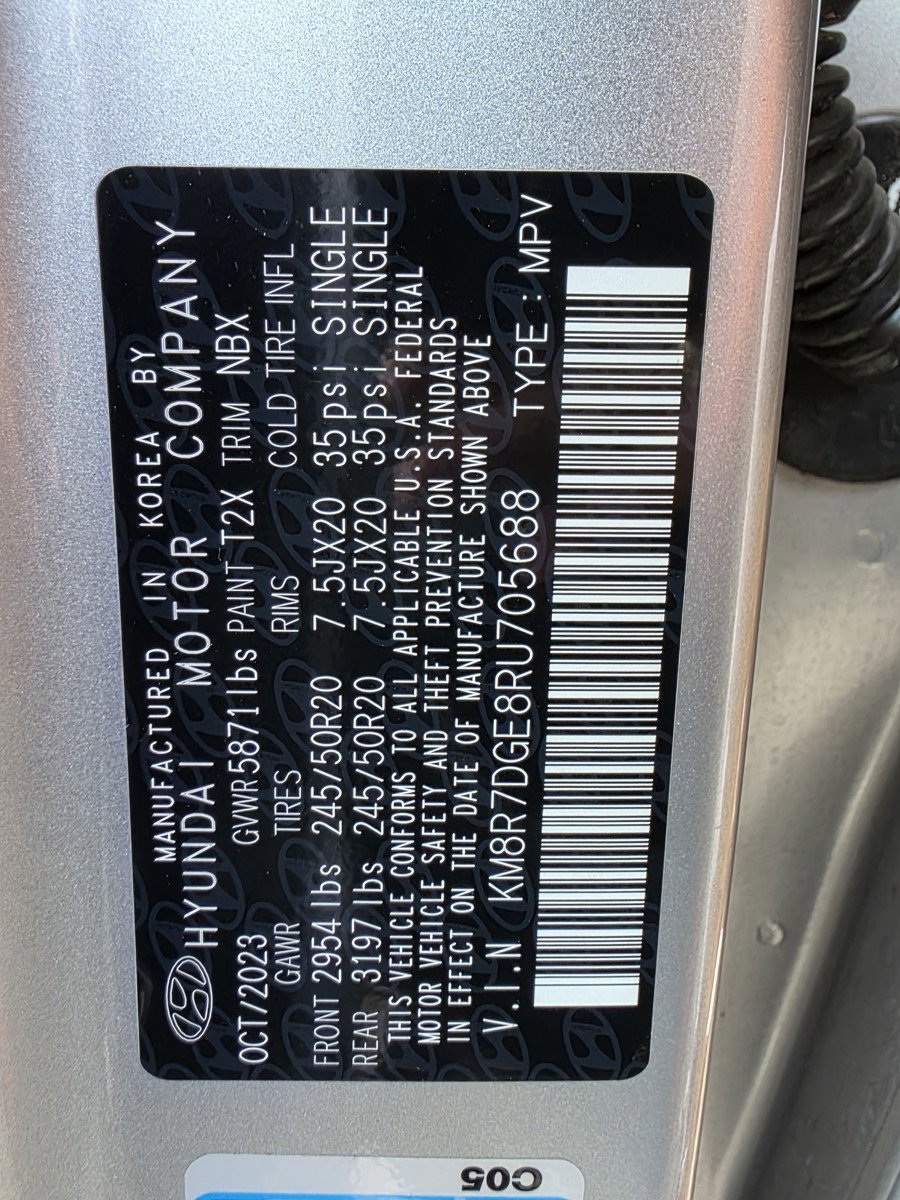 MANUFACTURED IN KOREA BY
HYUNDAI MOTOR COMPANY
OCT/2023 GVWR 5871lbs PAINT T2X TRIM NBX
GAWR TIRES RIMS COLD TIRE INFL
FRONT 2954lbs 245/50R20 7.5JX20 35psi SINGLE
REAR 3197lbs 245/50R20 7.5JX20 35psi SINGLE
THIS VEHICLE CONFORMS TO ALL APPLICABLE U.S.A. FEDERAL
MOTOR VEHICLE SAFETY AND THEFT PREVENTION STANDARDS
IN EFFECT ON THE DATE OF MANUFACTURE SHOWN ABOVE
V.I.N KM8R7DGE8RU705688 TYPE : MPV
C05